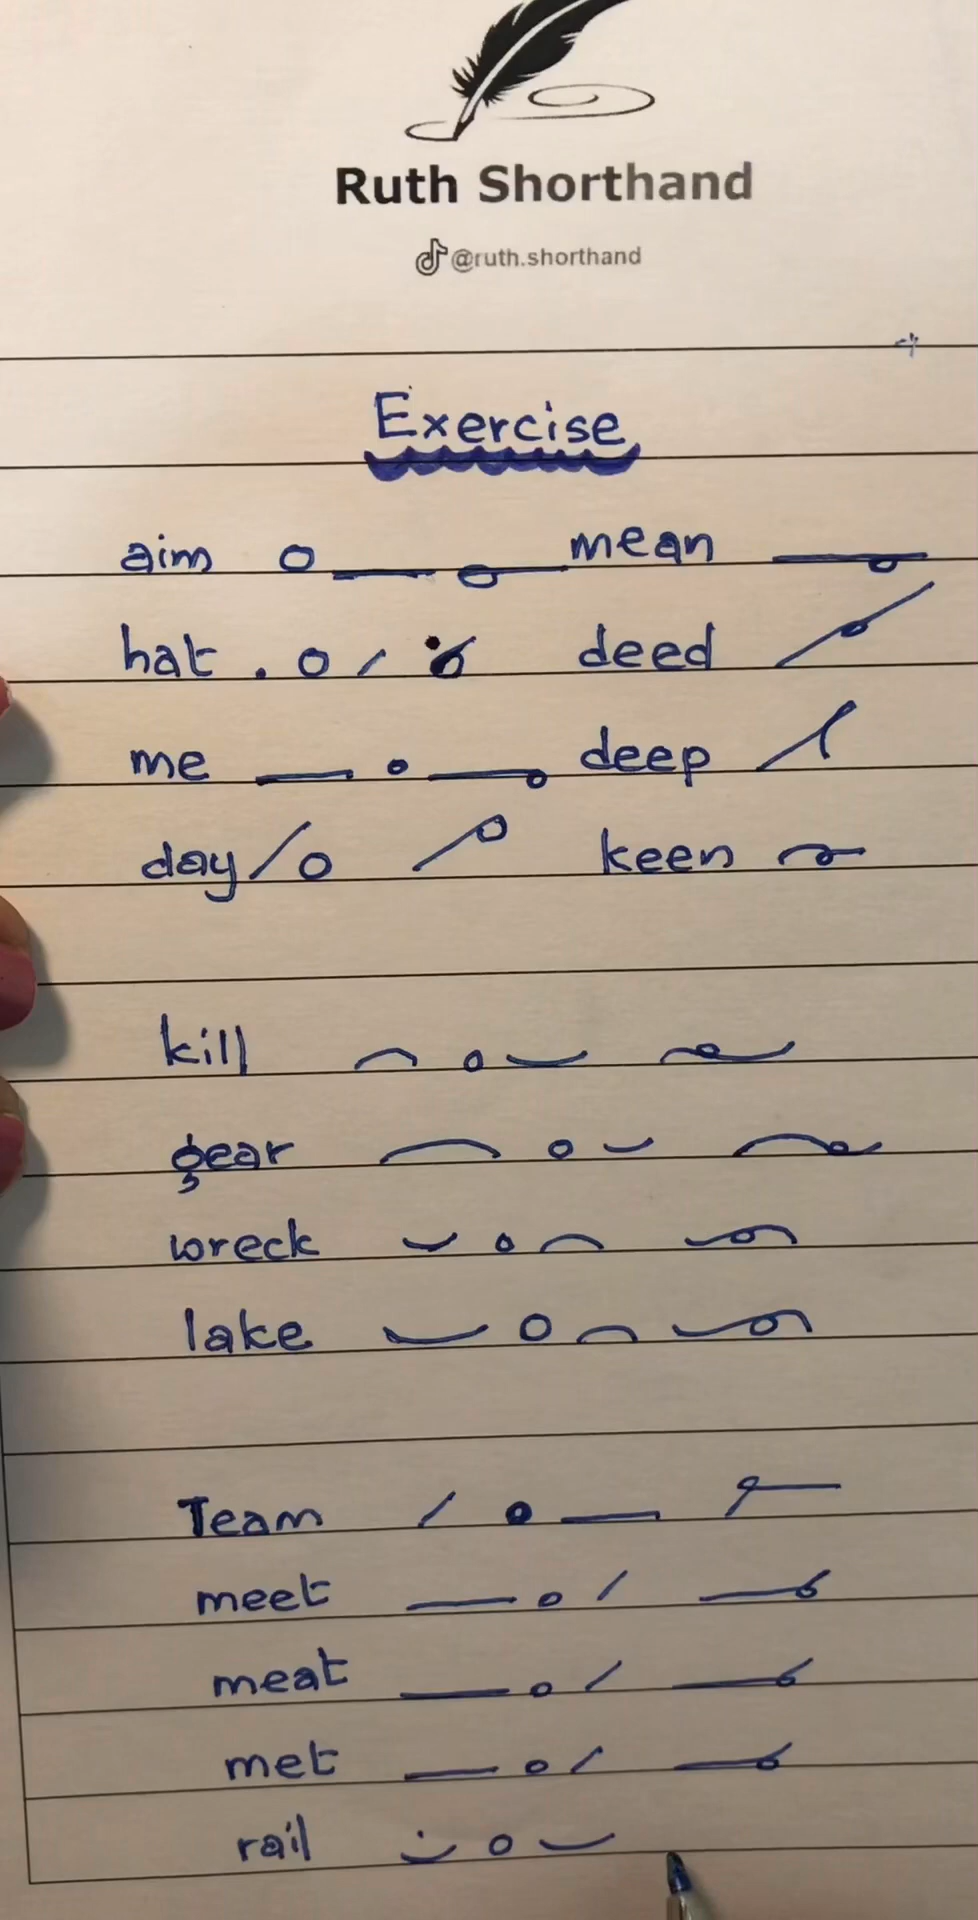 Ruth Shorthand
@ruth.shorthand
Exercise
aim mean
hat deed
me deep
day keen
kill
gear
wreck
lake
Team
meet
meat
met
rail